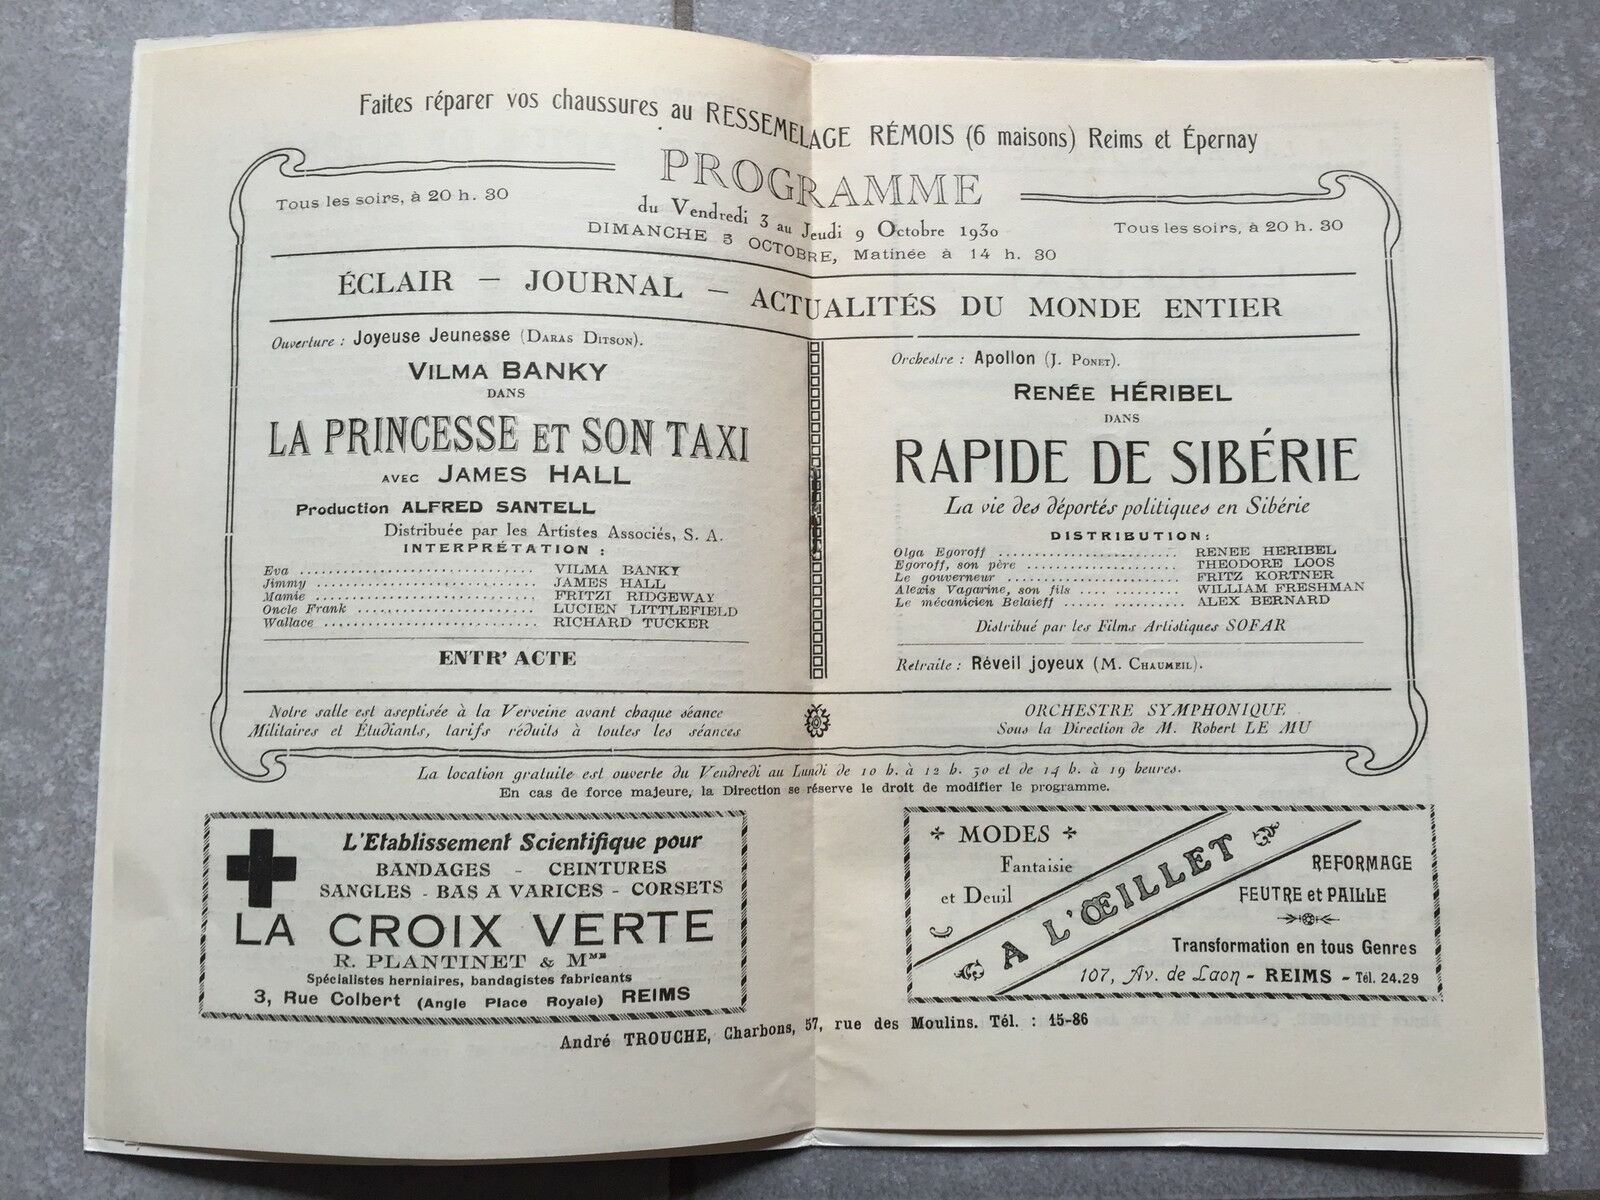 Faites réparer vos chaussures au RESSEMELAGE RÉMOIS (6 maisons) Reims et Épernay
PROGRAMME
Tous les soirs, à 20 h. 30
du Vendredi 3 au Jeudi 9 Octobre 1930
Tous les soirs, à 20 h. 30
DIMANCHE 5 OCTOBRE, Matinée à 14 h. 30
ÉCLAIR - JOURNAL - ACTUALITÉS DU MONDE ENTIER
Ouverture : Joyeuse Jeunesse (DARAS DITSON).
VILMA BANKY
DANS
LA PRINCESSE ET SON TAXI
AVEC JAMES HALL
Production ALFRED SANTELL
Distribuée par les Artistes Associés, S. A.
INTERPRÉTATION :
Eva .............................. VILMA BANKY
Jimmy ............................ JAMES HALL
Mamie ............................ FRITZI RIDGEWAY
Oncle Frank ....................... LUCIEN LITTLEFIELD
Wallace ........................... RICHARD TUCKER
ENTR' ACTE
Orchestre : Apollon (J. PONET).
RENÉE HÉRIBEL
DANS
RAPIDE DE SIBÉRIE
La vie des déportés politiques en Sibérie
DISTRIBUTION :
Olga Egoroff .......................... RENEE HERIBEL
Egoroff, son père ...................... THEODORE LOOS
Le gouverneur ......................... FRITZ KORTNER
Alexis Vagarine, son fils .... .......... WILLIAM FRESHMAN
Le mécanicien Belaieff ...... .......... ALEX BERNARD
Distribué par les Films Artistiques SOFAR
Retraite : Réveil joyeux (M. CHAUMEIL).
Notre salle est aseptisée à la Verveine avant chaque séance
Militaires et Étudiants, tarifs réduits à toutes les séances
ORCHESTRE SYMPHONIQUE
Sous la Direction de M. Robert LE MU
La location gratuite est ouverte du Vendredi au Lundi de 10 h. à 12 h. 30 et de 14 h. à 19 heures.
En cas de force majeure, la Direction se réserve le droit de modifier le programme.
L'Etablissement Scientifique pour
BANDAGES - CEINTURES
SANGLES - BAS A VARICES - CORSETS
LA CROIX VERTE
R. PLANTINET & Mme
Spécialistes herniaires, bandagistes fabricants
3, Rue Colbert (Angle Place Royale) REIMS
MODES
Fantaisie
et Deuil
A L'ŒILLET
REFORMAGE
FEUTRE et PAILLE
Transformation en tous Genres
107, Av. de Laon - REIMS - Tél. 24.29
André TROUCHE, Charbons, 57, rue des Moulins. Tél. : 15-86